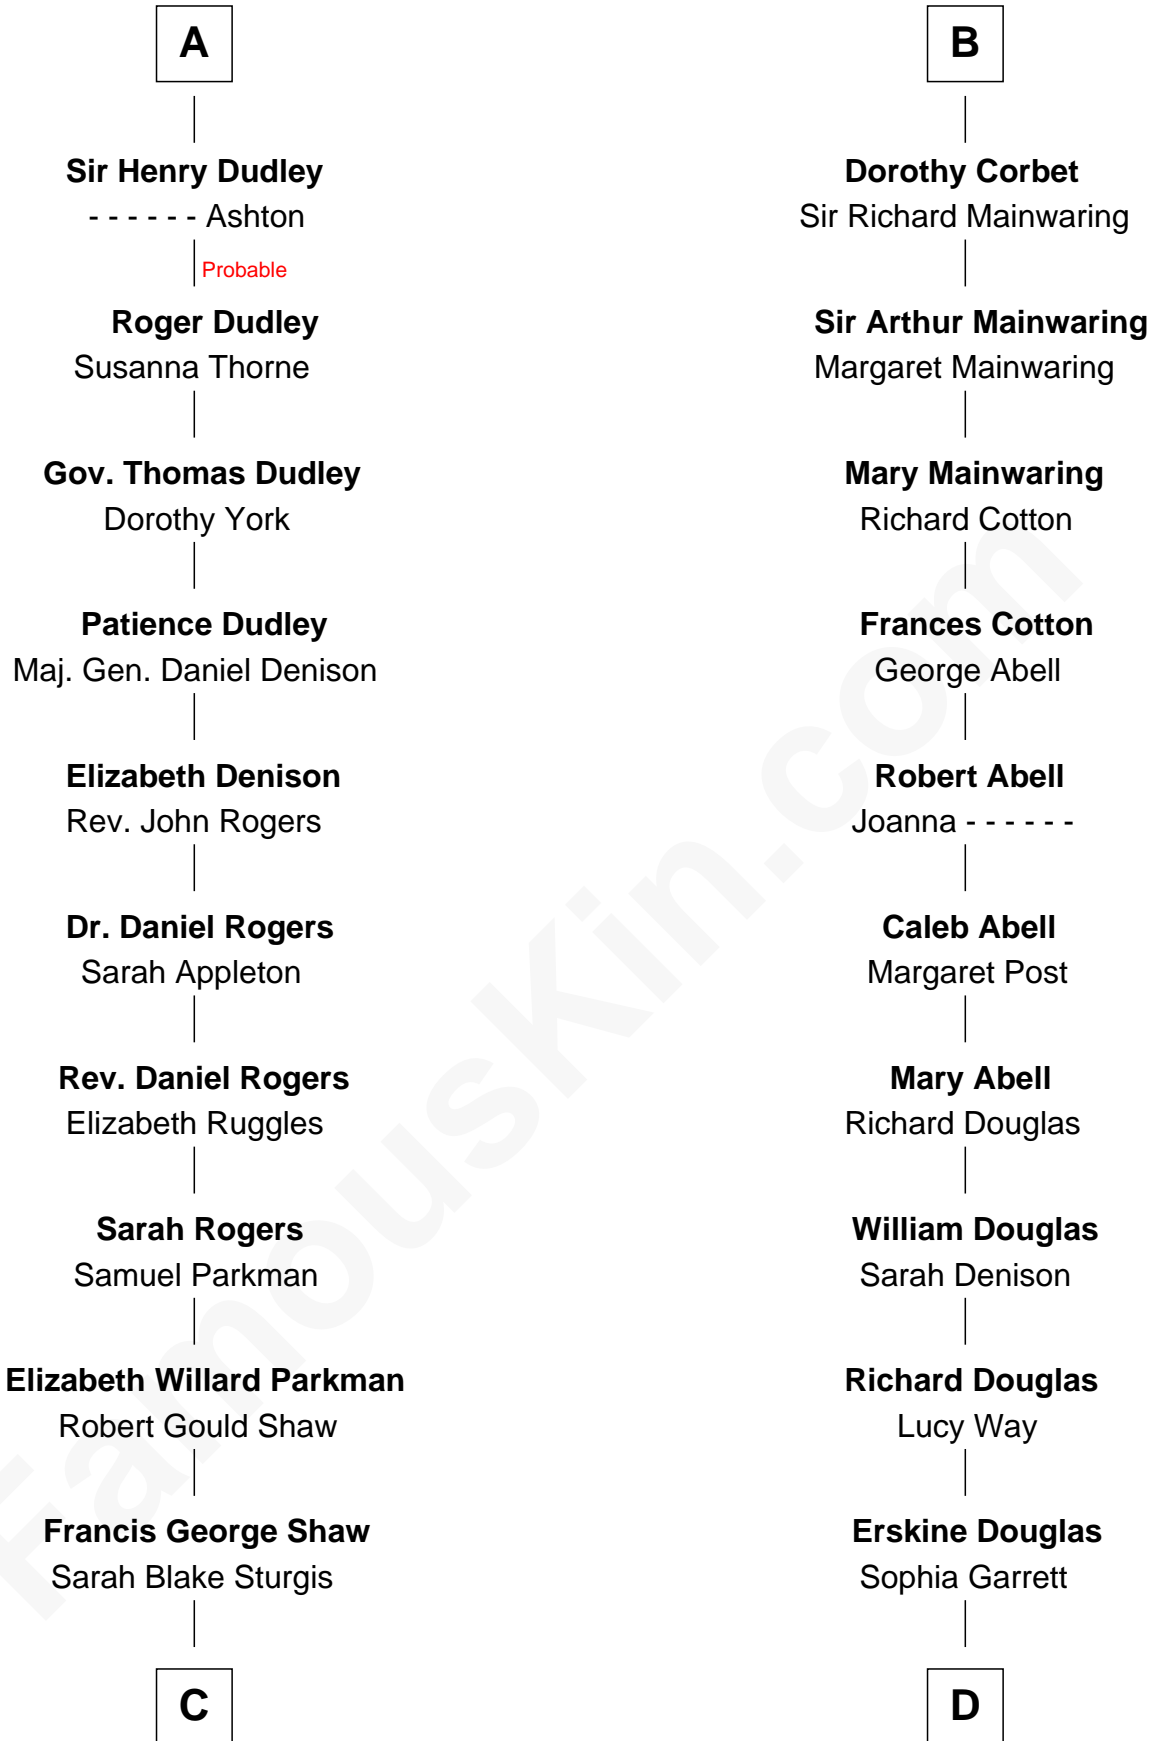 A
Sir Henry Dudley
- - - - - - Ashton
Probable
Roger Dudley
Susanna Thorne
Gov. Thomas Dudley
Dorothy York
Patience Dudley
Maj. Gen. Daniel Denison
Elizabeth Denison
Rev. John Rogers
Dr. Daniel Rogers
Sarah Appleton
Rev. Daniel Rogers
Elizabeth Ruggles
Sarah Rogers
Samuel Parkman
Elizabeth Willard Parkman
Robert Gould Shaw
Francis George Shaw
Sarah Blake Sturgis
C
B
Dorothy Corbet
Sir Richard Mainwaring
Sir Arthur Mainwaring
Margaret Mainwaring
Mary Mainwaring
Richard Cotton
Frances Cotton
George Abell
Robert Abell
Joanna - - - - - -
Caleb Abell
Margaret Post
Mary Abell
Richard Douglas
William Douglas
Sarah Denison
Richard Douglas
Lucy Way
Erskine Douglas
Sophia Garrett
D
FamousKin.com